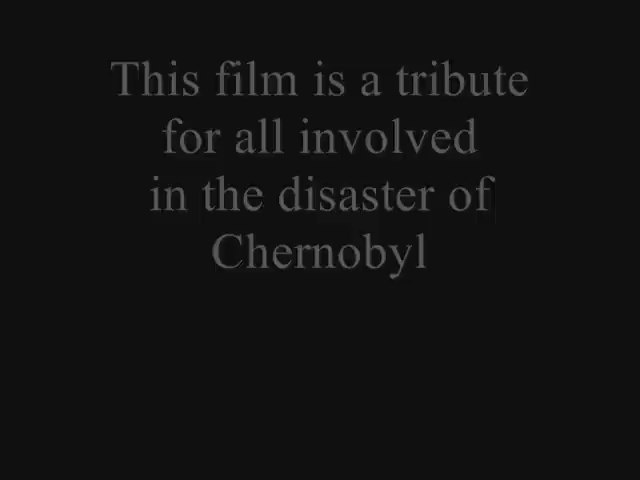 This film is a tribute
for all involved
in the disaster of
Chernobyl